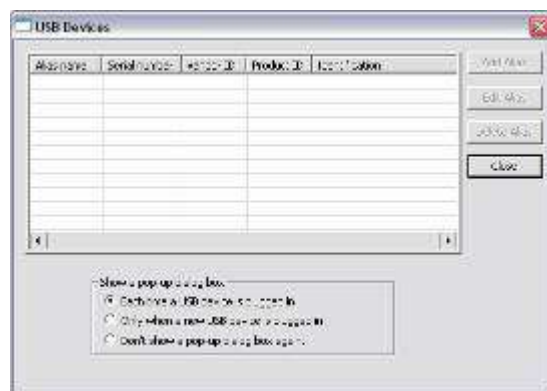 USB Devices
Alias name Serial number Vendor ID Product ID Identification
Add Alias
Edit Alias
Delete Alias
Close
Show a pop-up dialog box
Each time a USB device is plugged in
Only when a new USB device is plugged in
Don't show a pop-up dialog box again.